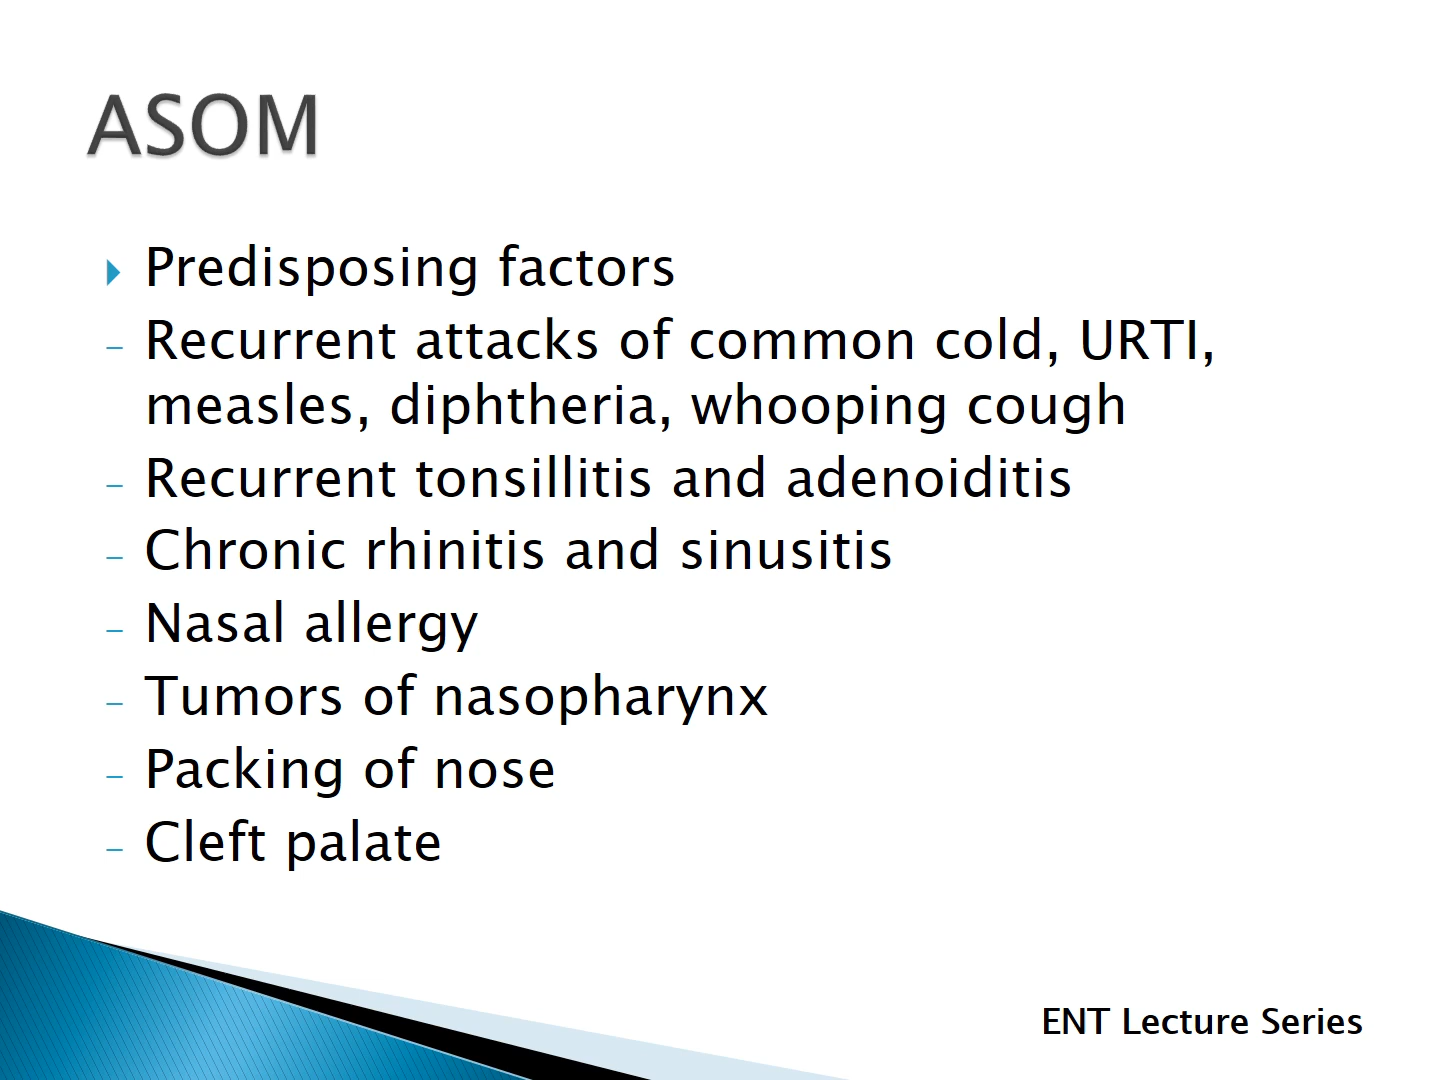 ASOM
Predisposing factors
- Recurrent attacks of common cold, URTI,
measles, diphtheria, whooping cough
- Recurrent tonsillitis and adenoiditis
- Chronic rhinitis and sinusitis
- Nasal allergy
- Tumors of nasopharynx
- Packing of nose
- Cleft palate
ENT Lecture Series